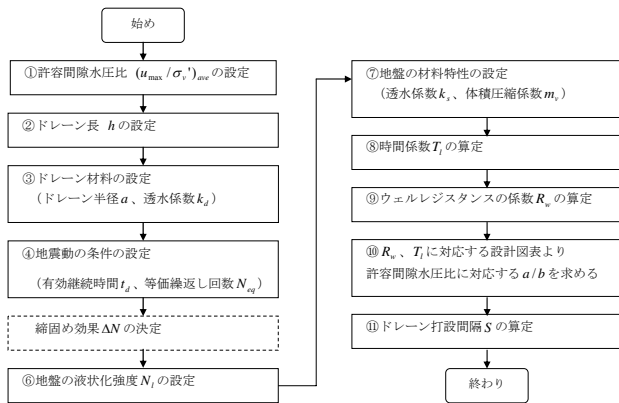 始め
①許容間隙水圧比 (u_max / σ_v')_ave の設定
②ドレーン長 h の設定
③ドレーン材料の設定
（ドレーン半径 a、透水係数 k_d）
④地震動の条件の設定
（有効継続時間 t_d、等価繰返し回数 N_eq）
締固め効果 ΔN の決定
⑥地盤の液状化強度 N_l の設定
⑦地盤の材料特性の設定
（透水係数 k_s、体積圧縮係数 m_v）
⑧時間係数 T_l の算定
⑨ウェルレジスタンスの係数 R_w の算定
⑩ R_w、T_l に対応する設計図表より
許容間隙水圧比に対応する a/b を求める
⑪ドレーン打設間隔 S の算定
終わり